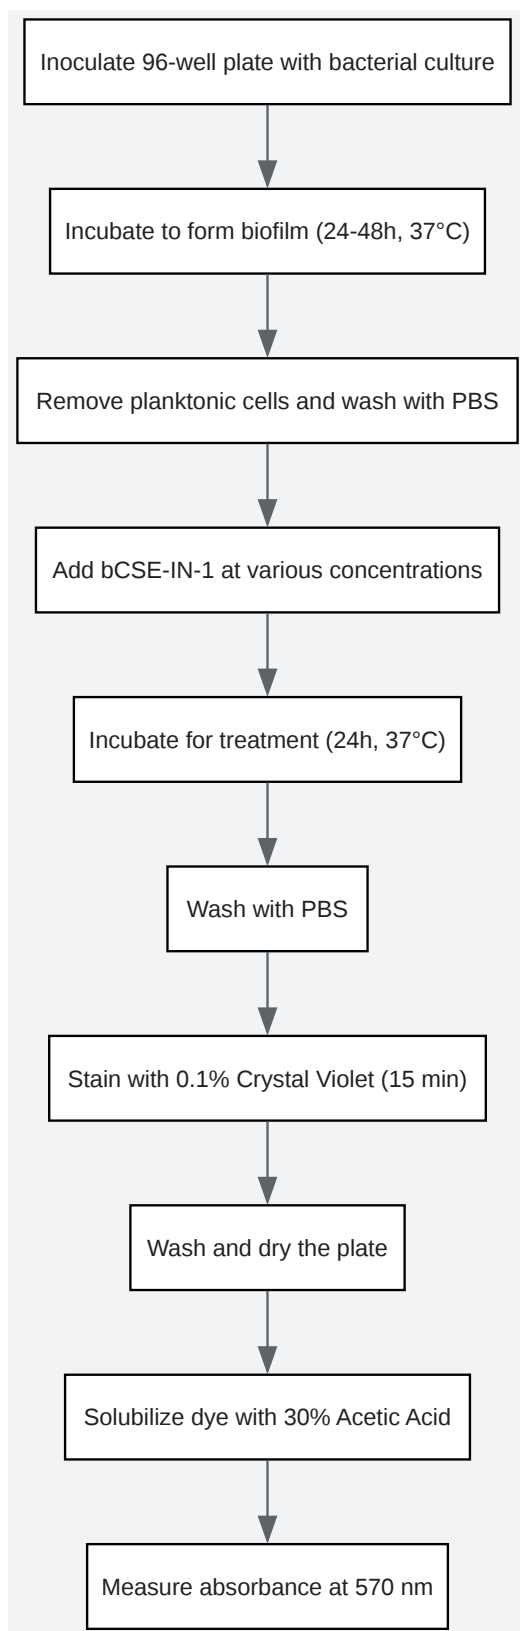 Inoculate 96-well plate with bacterial culture
Incubate to form biofilm (24-48h, 37°C)
Remove planktonic cells and wash with PBS
Add bCSE-IN-1 at various concentrations
Incubate for treatment (24h, 37°C)
Wash with PBS
Stain with 0.1% Crystal Violet (15 min)
Wash and dry the plate
Solubilize dye with 30% Acetic Acid
Measure absorbance at 570 nm